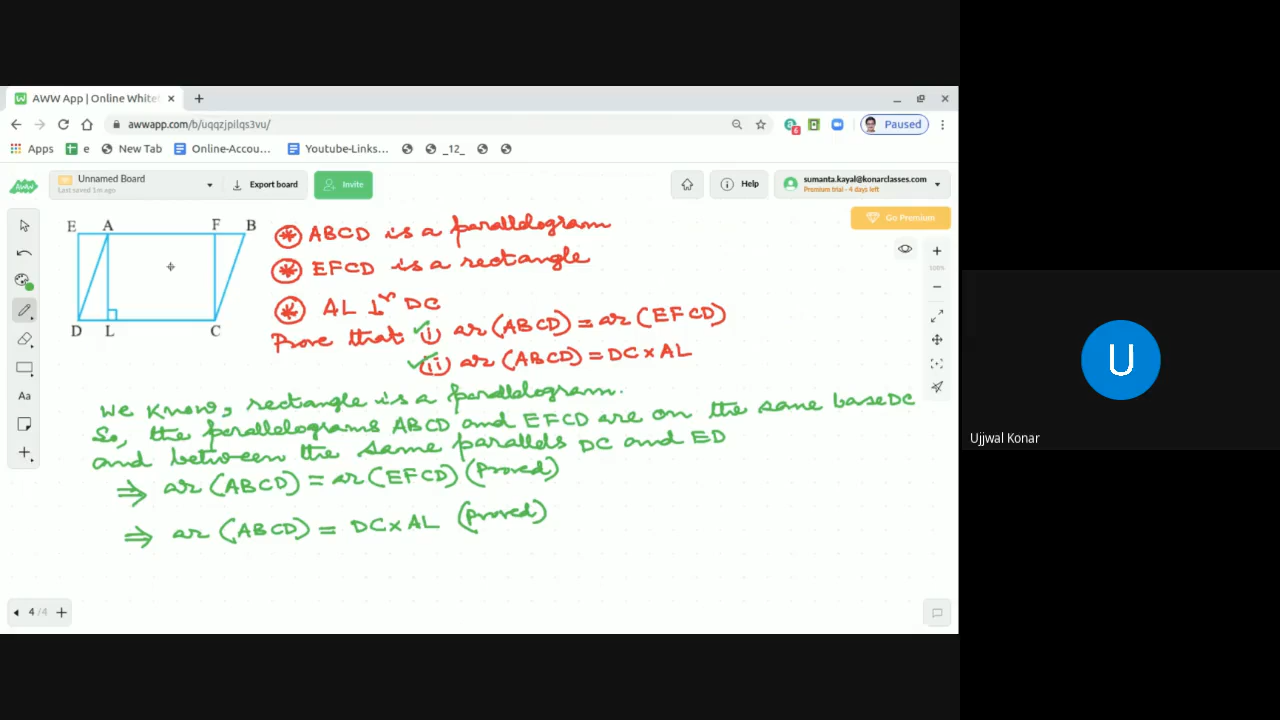 AWW App | Online White
awwapp.com/b/uqqzjpilqs3vu/
Paused
Apps e New Tab Online-Accou... Youtube-Links... _12_
Unnamed Board
Last saved 1m ago
Export board
Invite
Help
sumanta.kayal@konarclasses.com
Premium trial - 4 days left
Go Premium
100%
Aa
E A F B
D L C
ABCD is a parallelogram
EFCD is a rectangle
AL ⊥r DC
Prove that (i) ar (ABCD) = ar (EFCD)
(ii) ar (ABCD) = DC × AL
We know, rectangle is a parallelogram.
So, the parallelograms ABCD and EFCD are on the same base DC
and between the same parallels DC and ED
⇒ ar (ABCD) = ar (EFCD) (Proved)
⇒ ar (ABCD) = DC × AL (Proved)
4 / 4
U
Ujjwal Konar